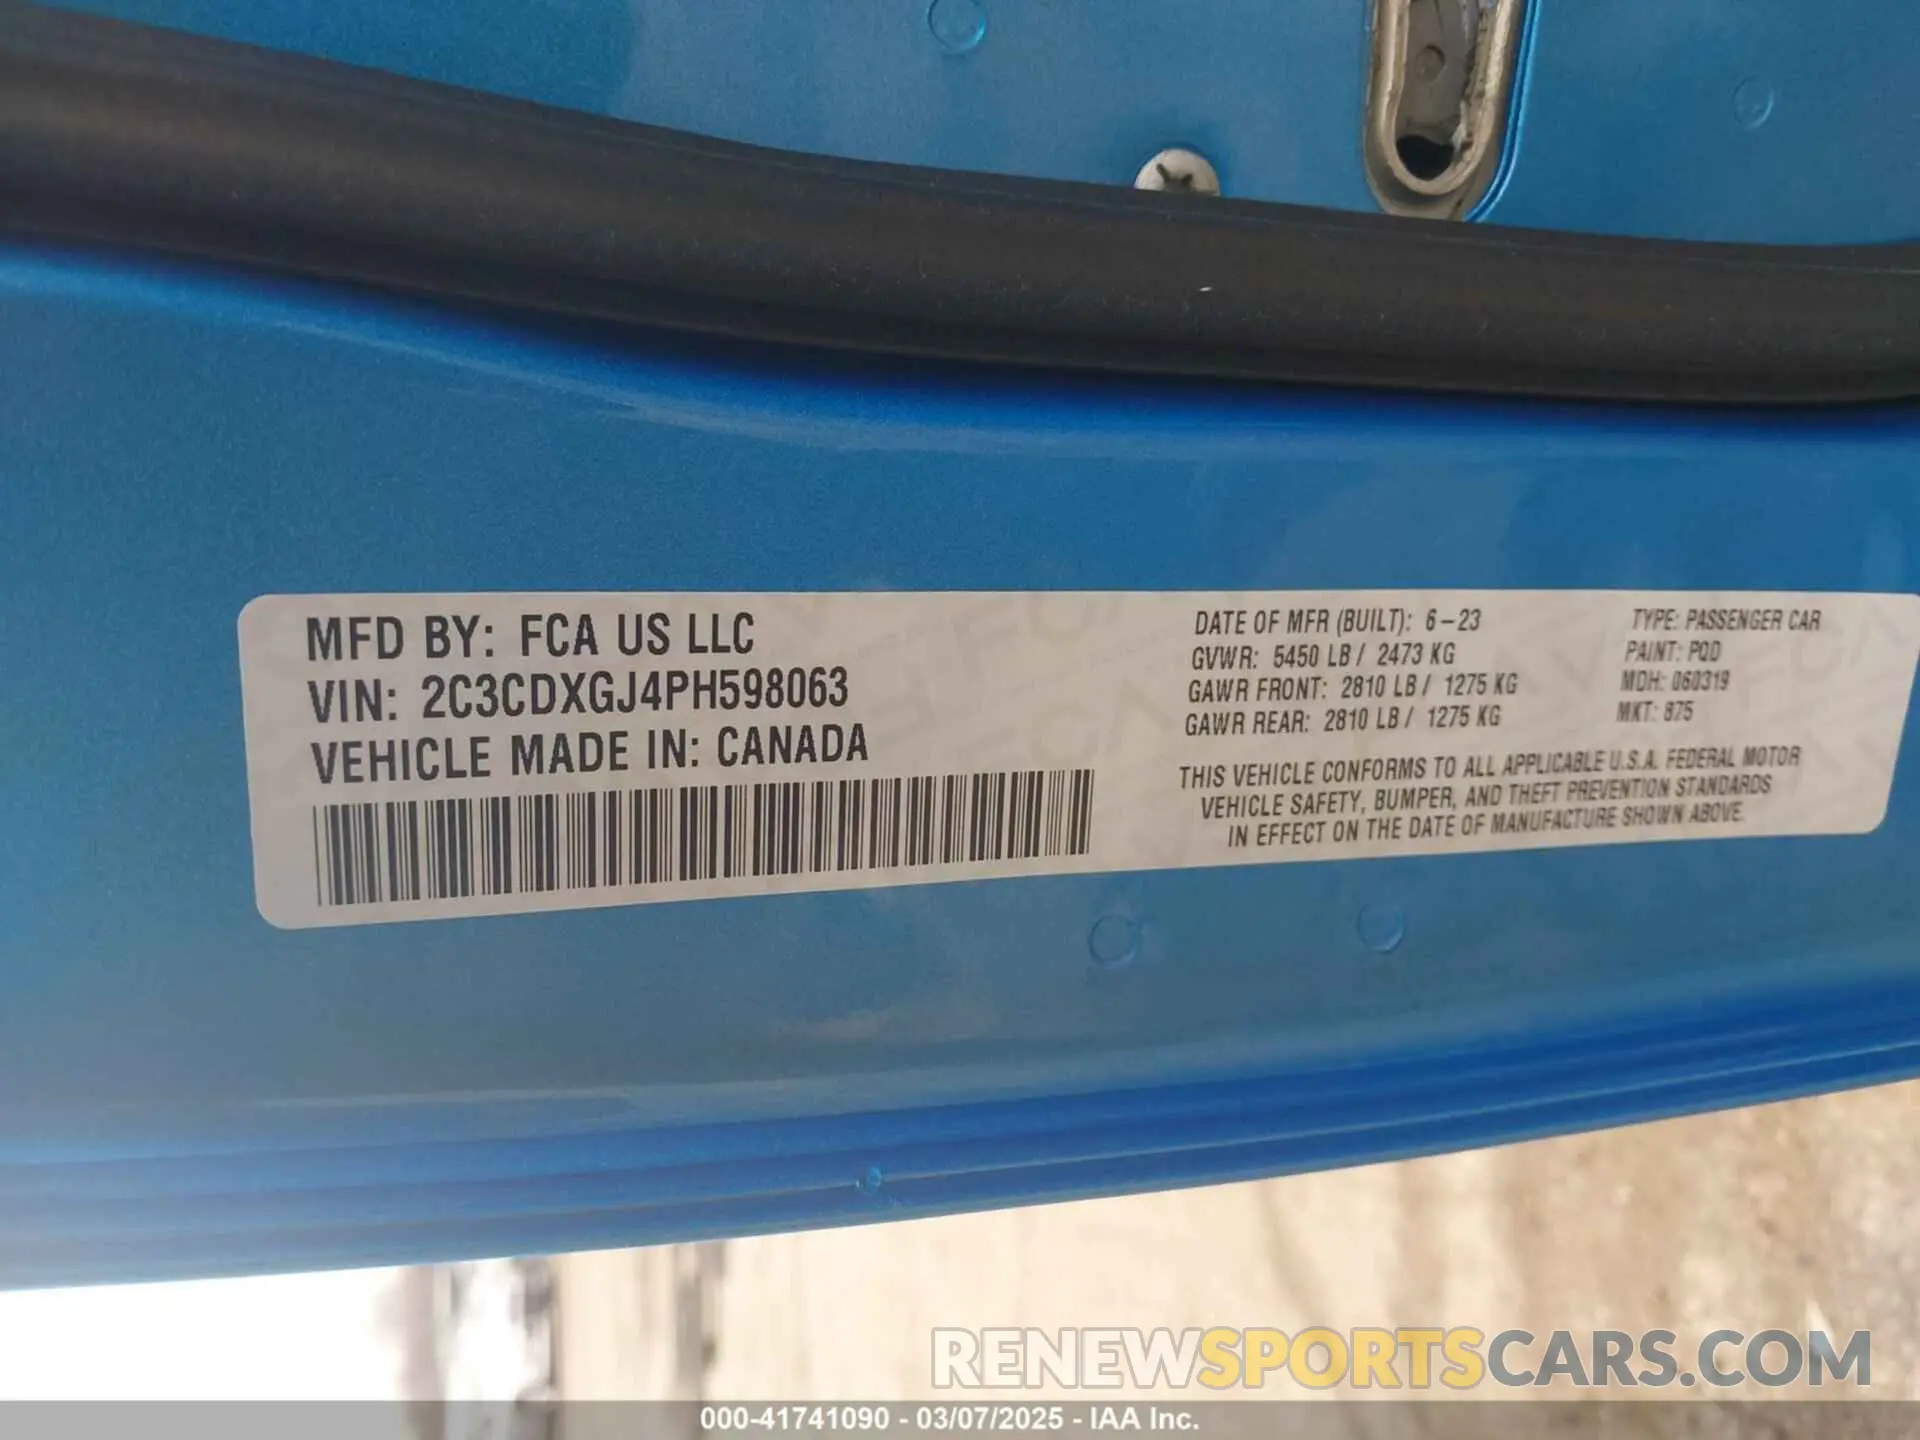 MFD BY: FCA US LLC
VIN: 2C3CDXGJ4PH598063
VEHICLE MADE IN: CANADA
DATE OF MFR (BUILT): 6-23
GVWR: 5450 LB / 2473 KG
GAWR FRONT: 2810 LB / 1275 KG
GAWR REAR: 2810 LB / 1275 KG
TYPE: PASSENGER CAR
PAINT: PQD
MDH: 060319
MKT: 875
THIS VEHICLE CONFORMS TO ALL APPLICABLE U.S.A. FEDERAL MOTOR
VEHICLE SAFETY, BUMPER, AND THEFT PREVENTION STANDARDS
IN EFFECT ON THE DATE OF MANUFACTURE SHOWN ABOVE.
RENEWSPORTSCARS.COM
000-41741090 - 03/07/2025 - IAA Inc.